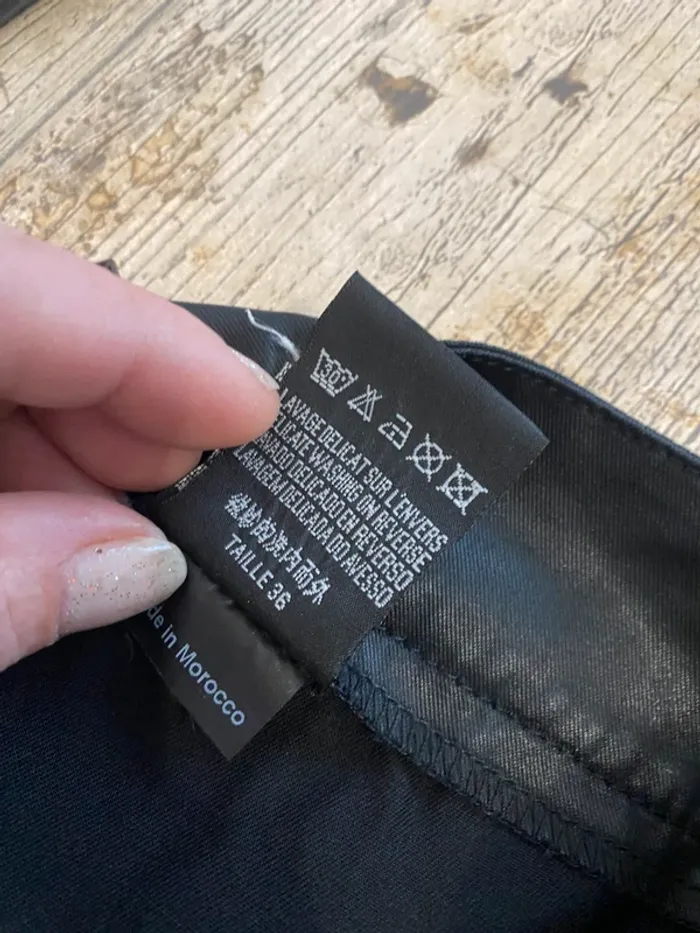 30
LAVAGE DELICAT SUR L'ENVERS
DELICATE WASHING ON REVERSE
LAVADO DELICADO EN REVERSO
LAVAGEM DELICADA DO AVESSO
TAILLE 36
de in Morocco